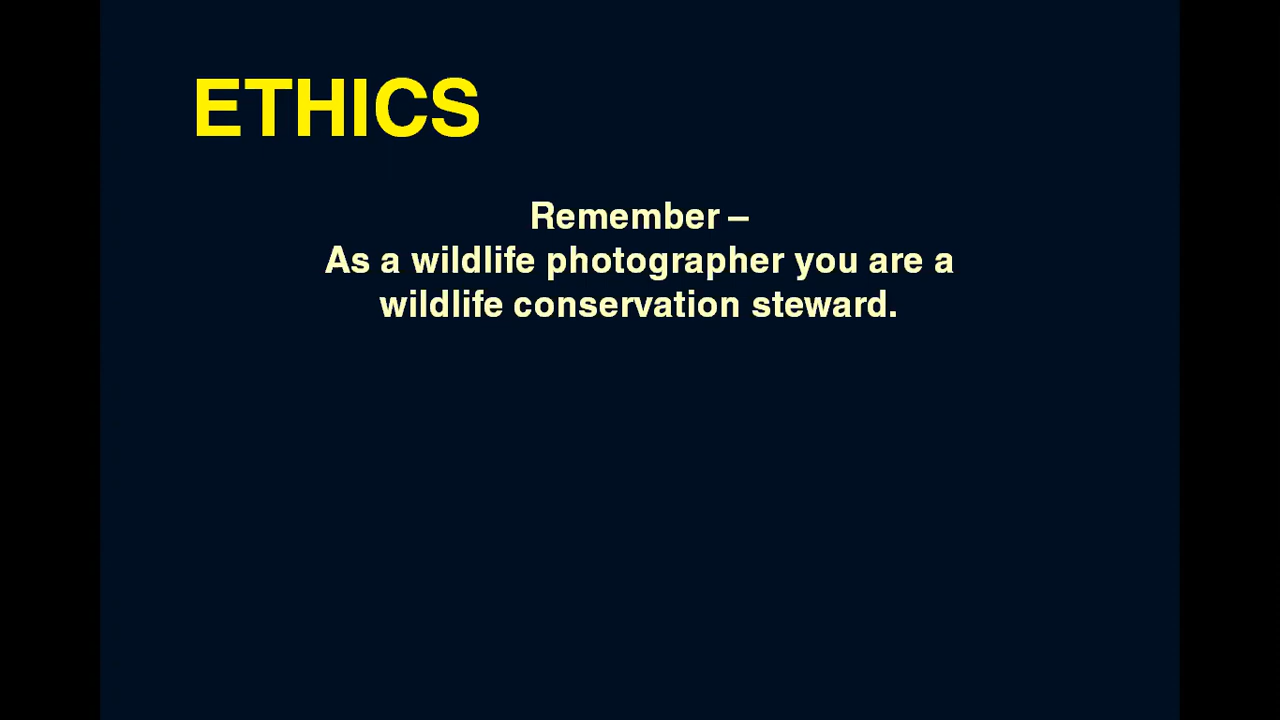 ETHICS
Remember –
As a wildlife photographer you are a
wildlife conservation steward.